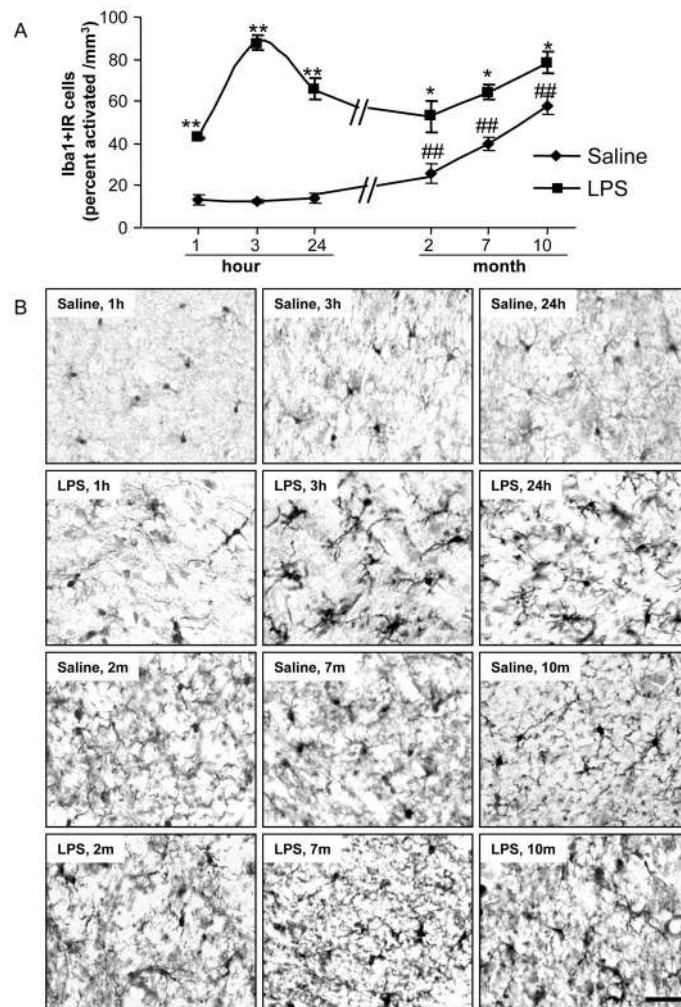 A
Iba1+IR cells
(percent activated /mm³)
100
80
60
40
20
0
**
**
**
*
*
*
##
##
##
Saline
LPS
1
3
24
2
7
10
hour
month
B
Saline, 1h
Saline, 3h
Saline, 24h
LPS, 1h
LPS, 3h
LPS, 24h
Saline, 2m
Saline, 7m
Saline, 10m
LPS, 2m
LPS, 7m
LPS, 10m